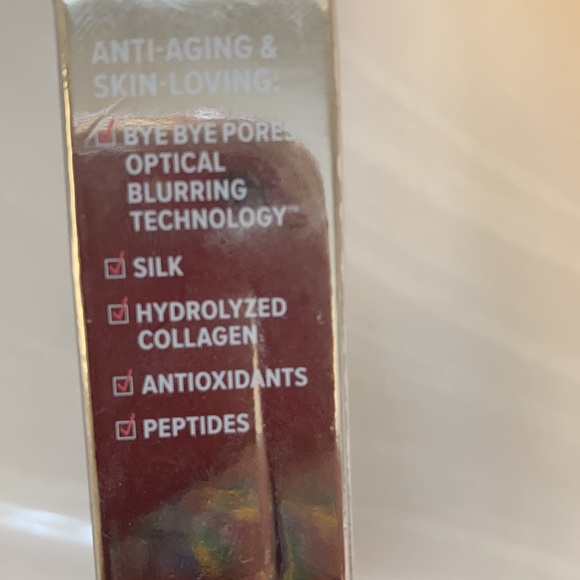 ANTI-AGING &
SKIN-LOVING:
BYE BYE PORES
OPTICAL
BLURRING
TECHNOLOGY™
SILK
HYDROLYZED
COLLAGEN
ANTIOXIDANTS
PEPTIDES